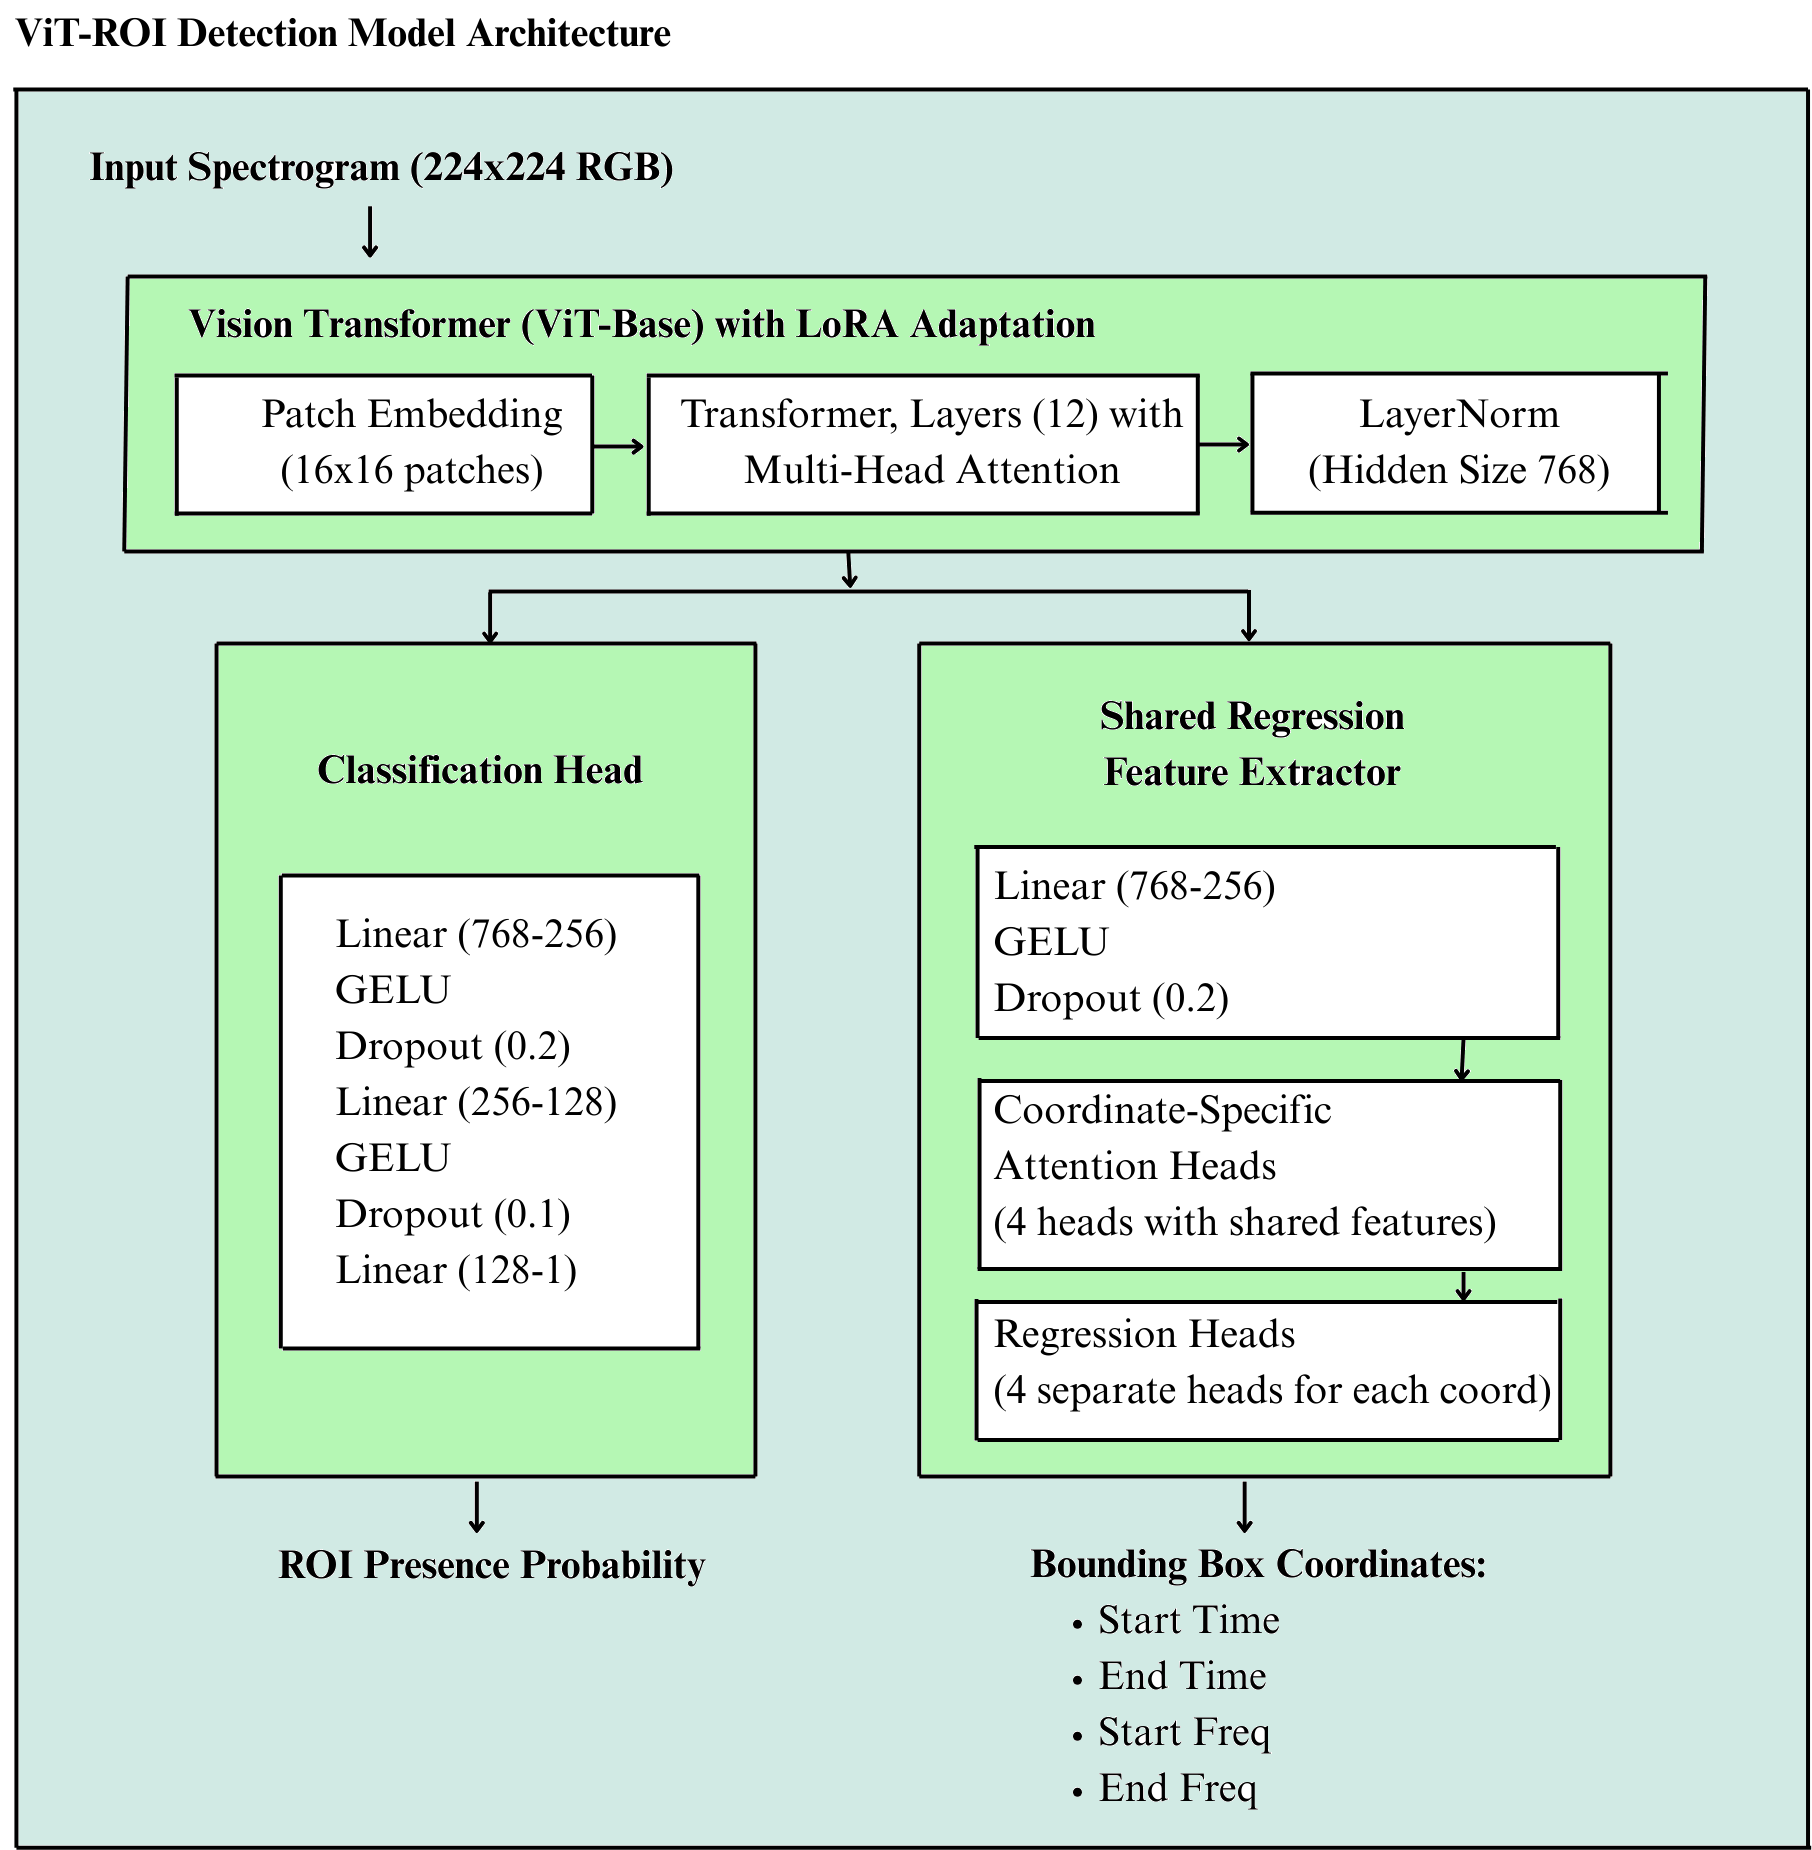 ViT-ROI Detection Model Architecture
Input Spectrogram (224x224 RGB)
Vision Transformer (ViT-Base) with LoRA Adaptation
Patch Embedding
(16x16 patches)
Transformer, Layers (12) with
Multi-Head Attention
LayerNorm
(Hidden Size 768)
Classification Head
Linear (768-256)
GELU
Dropout (0.2)
Linear (256-128)
GELU
Dropout (0.1)
Linear (128-1)
ROI Presence Probability
Shared Regression
Feature Extractor
Linear (768-256)
GELU
Dropout (0.2)
Coordinate-Specific
Attention Heads
(4 heads with shared features)
Regression Heads
(4 separate heads for each coord)
Bounding Box Coordinates:
• Start Time
• End Time
• Start Freq
• End Freq